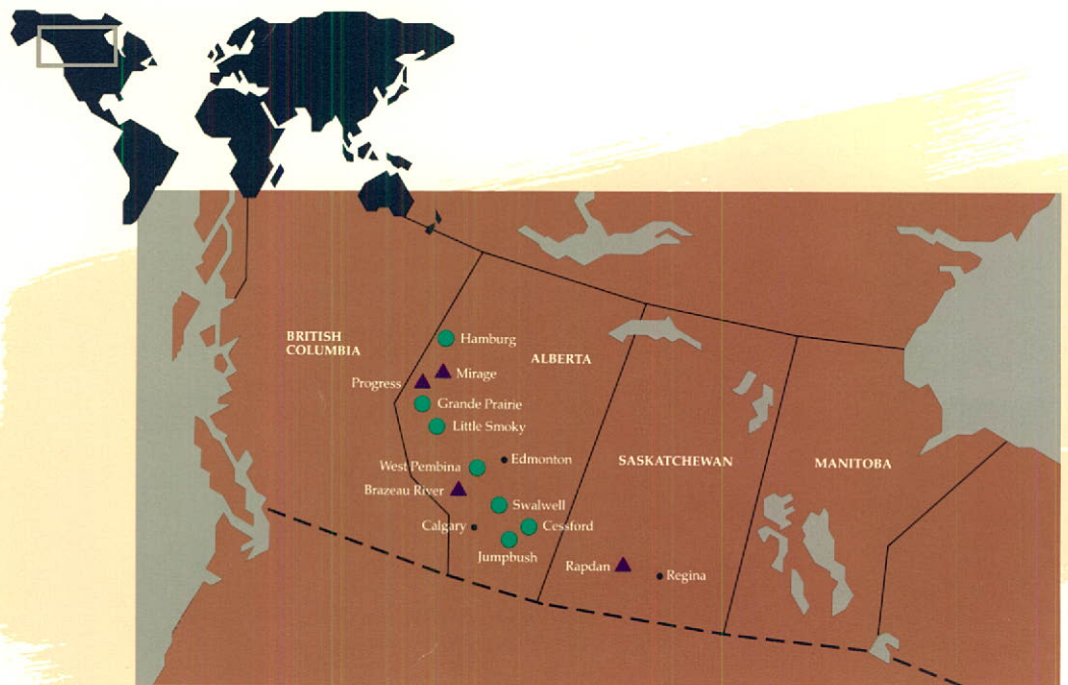 BRITISH
COLUMBIA
Hamburg
ALBERTA
Mirage
Progress
Grande Prairie
Little Smoky
West Pembina
Edmonton
SASKATCHEWAN
MANITOBA
Brazeau River
Swalwell
Calgary
Cessford
Jumpbush
Rapdan
Regina